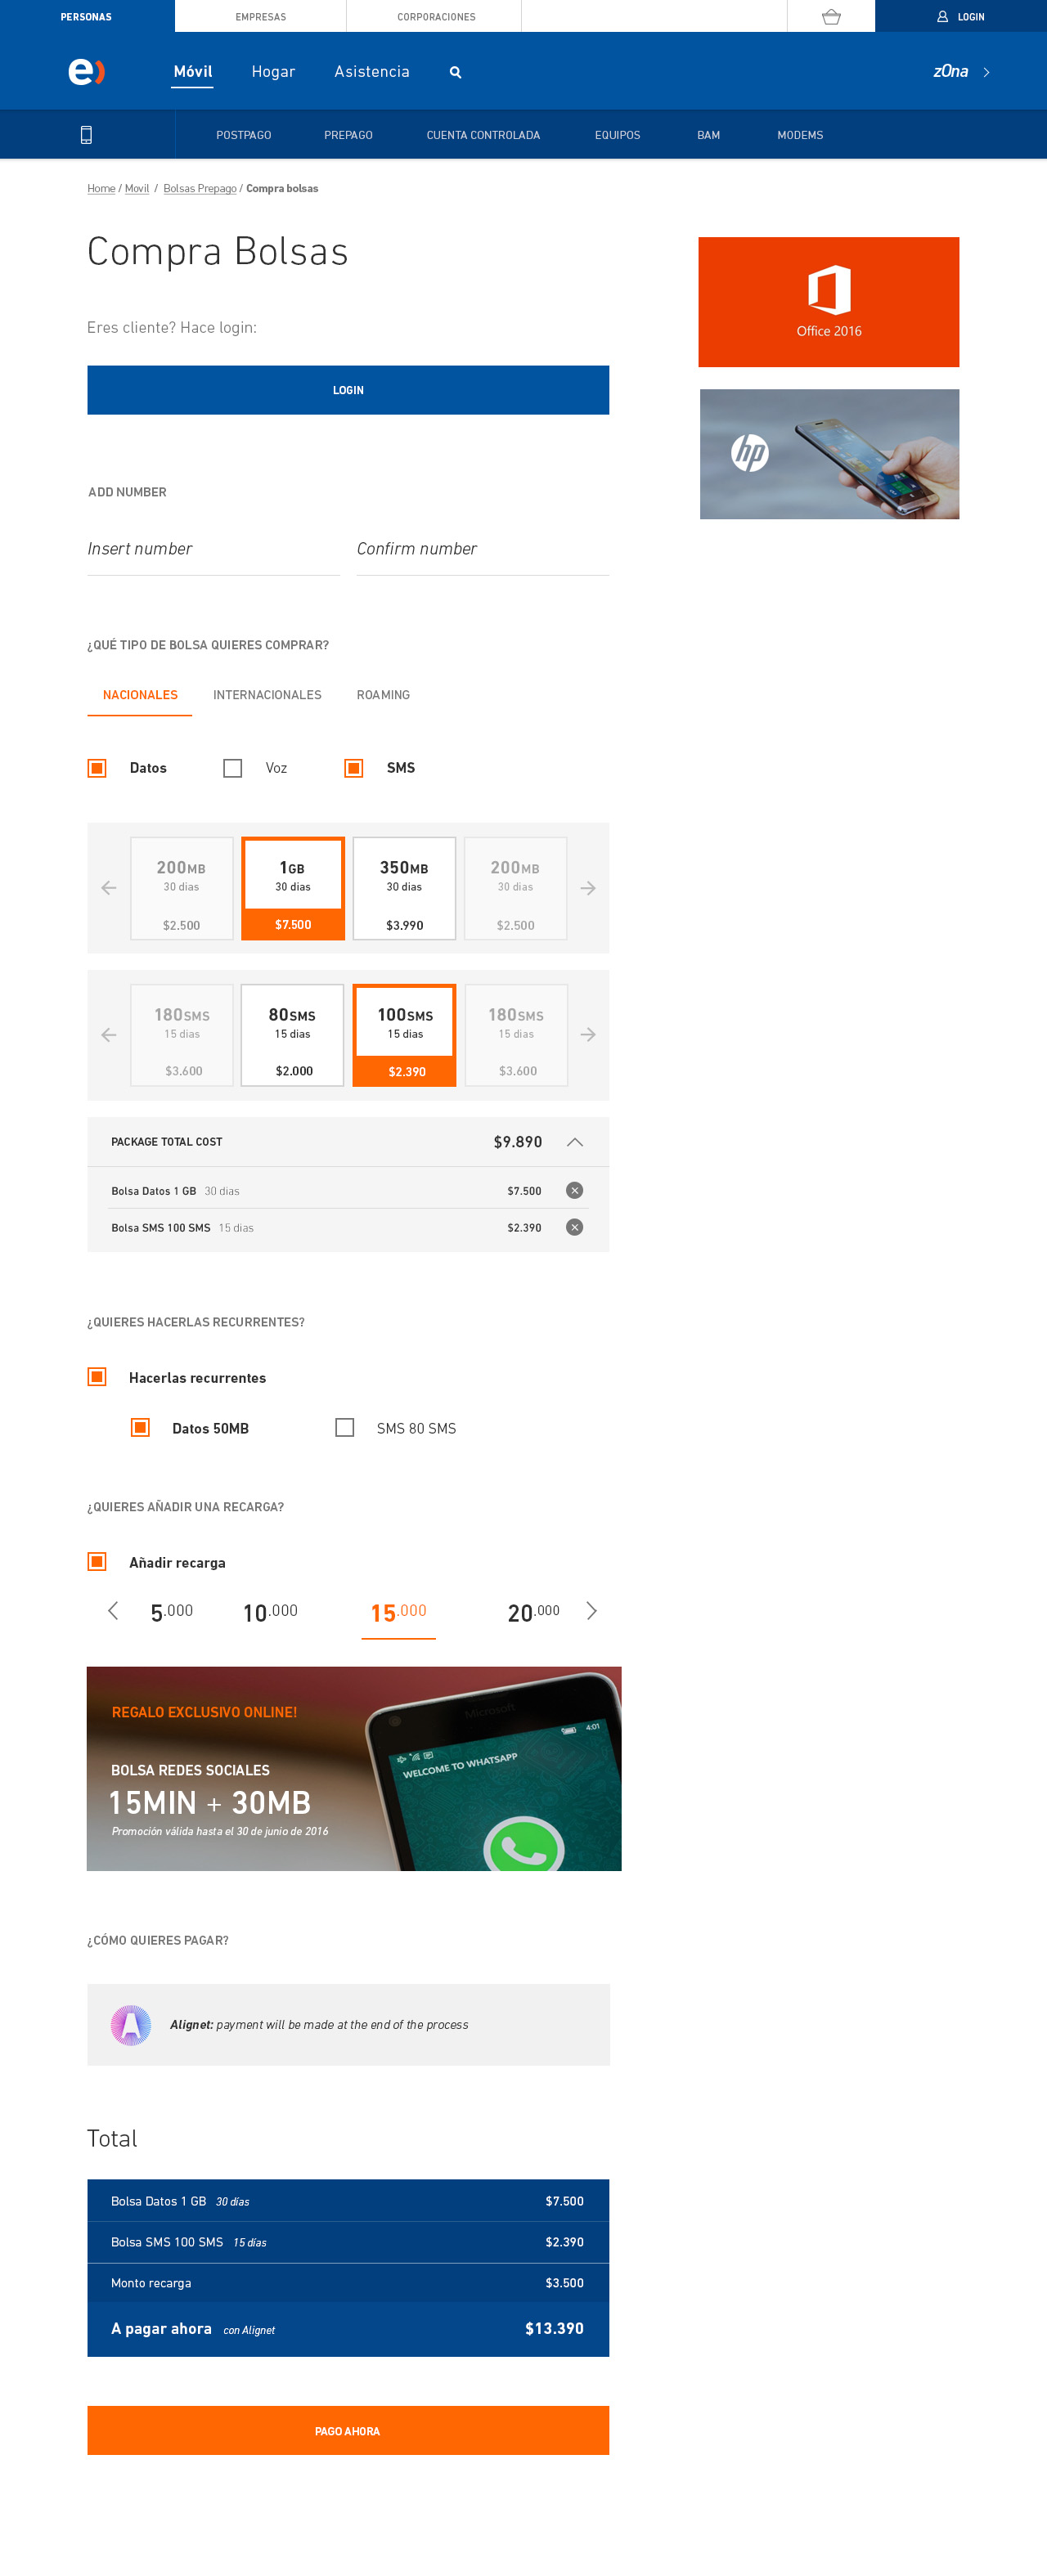 PERSONAS EMPRESAS CORPORACIONES LOGIN
e) Móvil Hogar Asistencia zOna
POSTPAGO PREPAGO CUENTA CONTROLADA EQUIPOS BAM MODEMS
Home / Movil / Bolsas Prepago / Compra bolsas
Compra Bolsas
Office 2016
Eres cliente? Hace login:
LOGIN
hp
ADD NUMBER
Insert number Confirm number
¿QUÉ TIPO DE BOLSA QUIERES COMPRAR?
NACIONALES INTERNACIONALES ROAMING
Datos Voz SMS
200MB 1GB 350MB 200MB
30 dias 30 dias 30 dias 30 dias
$2.500 $7.500 $3.990 $2.500
180SMS 80SMS 100SMS 180SMS
15 dias 15 dias 15 dias 15 dias
$3.600 $2.000 $2.390 $3.600
PACKAGE TOTAL COST $9.890
Bolsa Datos 1 GB 30 dias $7.500
Bolsa SMS 100 SMS 15 dias $2.390
¿QUIERES HACERLAS RECURRENTES?
Hacerlas recurrentes
Datos 50MB SMS 80 SMS
¿QUIERES AÑADIR UNA RECARGA?
Añadir recarga
5.000 10.000 15.000 20.000
REGALO EXCLUSIVO ONLINE!
Microsoft
4:01
WELCOME TO WHATSAPP
BOLSA REDES SOCIALES
15MIN + 30MB
Promoción válida hasta el 30 de junio de 2016
¿CÓMO QUIERES PAGAR?
A
Alignet: payment will be made at the end of the process
Total
Bolsa Datos 1 GB 30 días $7.500
Bolsa SMS 100 SMS 15 días $2.390
Monto recarga $3.500
A pagar ahora con Alignet $13.390
PAGO AHORA